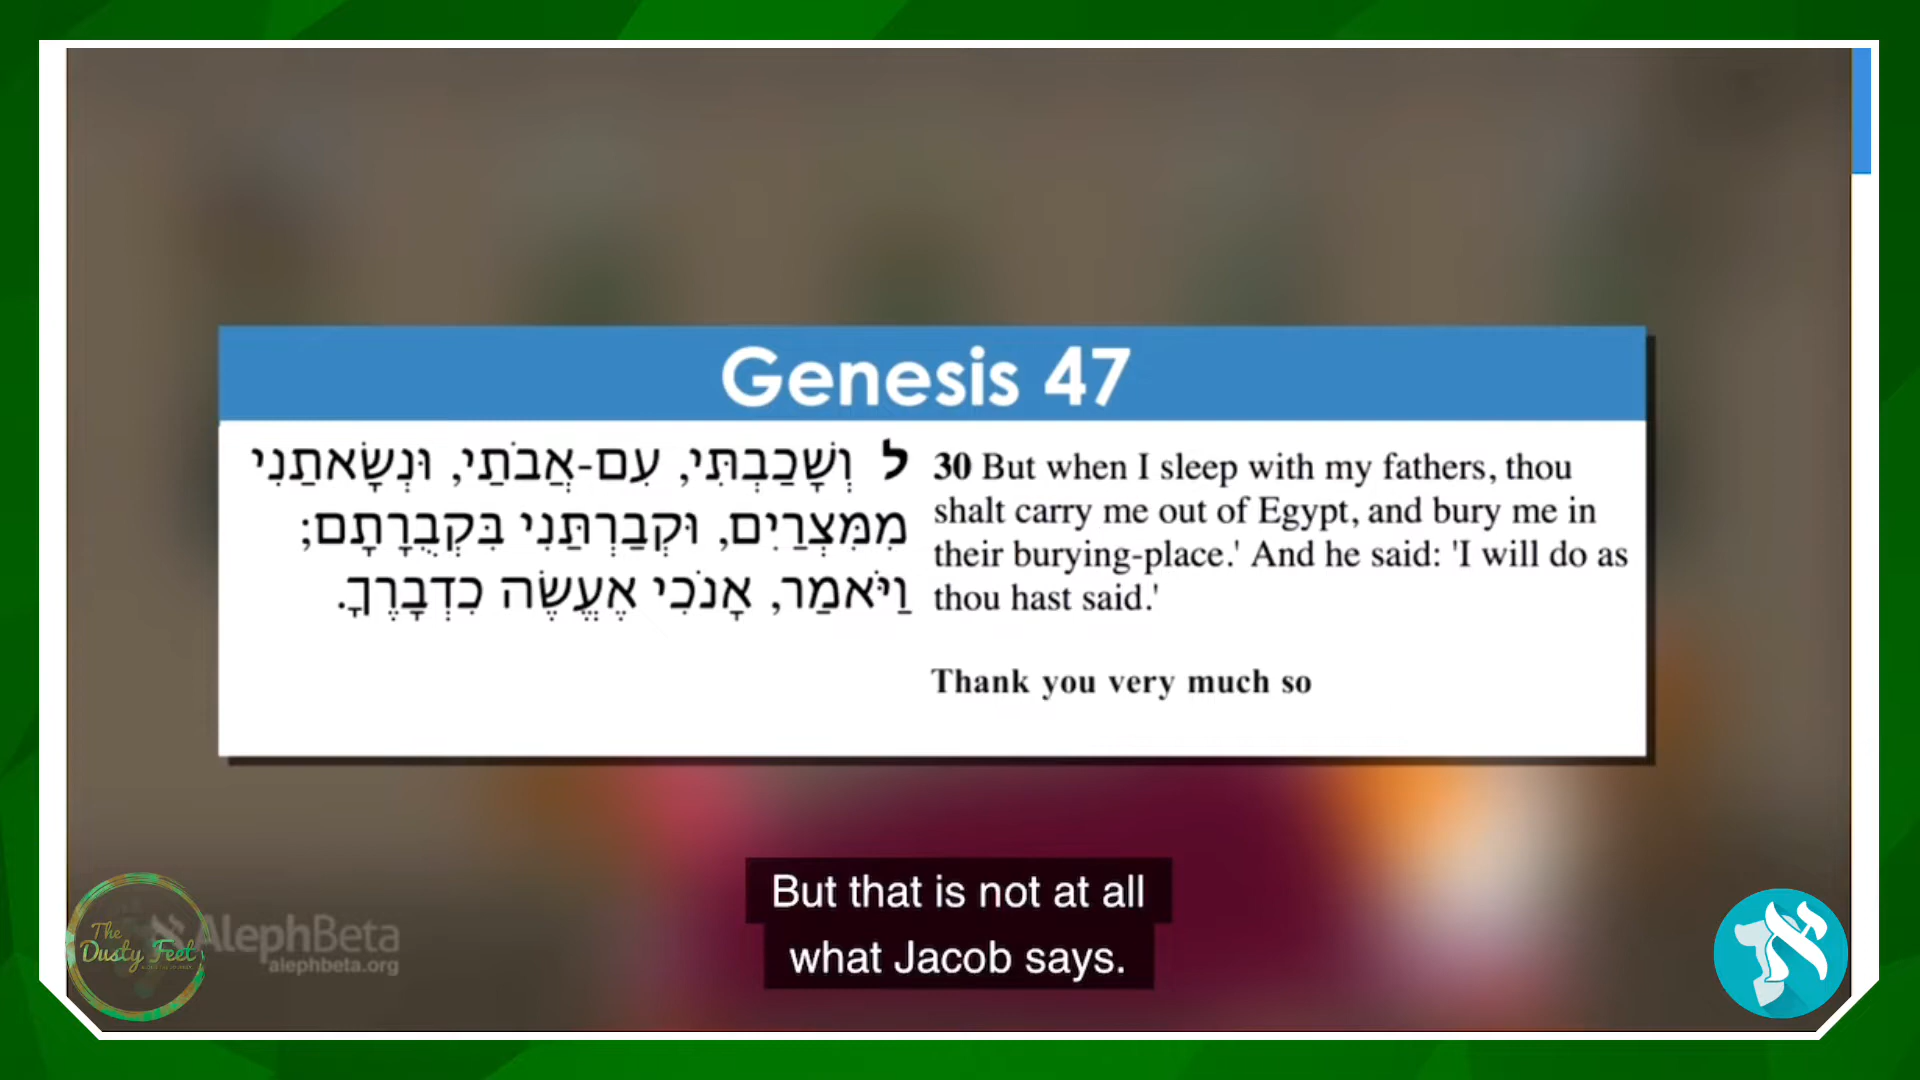 Genesis 47
ל וְשָׁכַבְתִּי, עִם-אֲבֹתַי, וּנְשָׂאתַנִי
מִמִּצְרַיִם, וּקְבַרְתַּנִי בִּקְבֻרָתָם;
וַיֹּאמַר, אָנֹכִי אֶעֱשֶׂה כִדְבָרֶךָ.
30 But when I sleep with my fathers, thou
shalt carry me out of Egypt, and bury me in
their burying-place.' And he said: 'I will do as
thou hast said.'
Thank you very much so
But that is not at all
what Jacob says.
The
Dusty Feet
AlephBeta
alephbeta.org